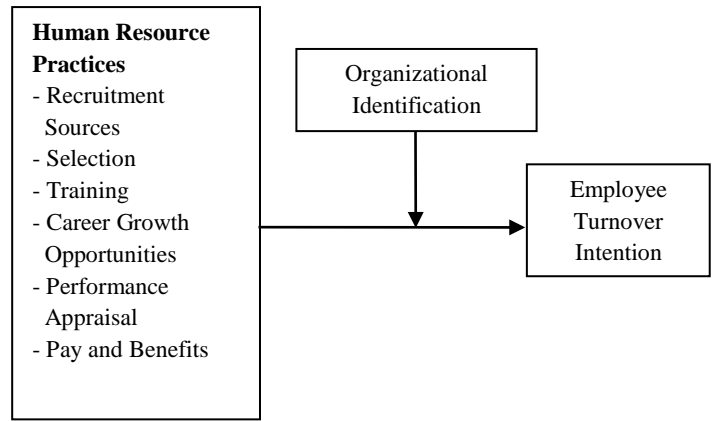 Human Resource
Practices
- Recruitment
Sources
- Selection
- Training
- Career Growth
Opportunities
- Performance
Appraisal
- Pay and Benefits
Organizational
Identification
Employee
Turnover
Intention